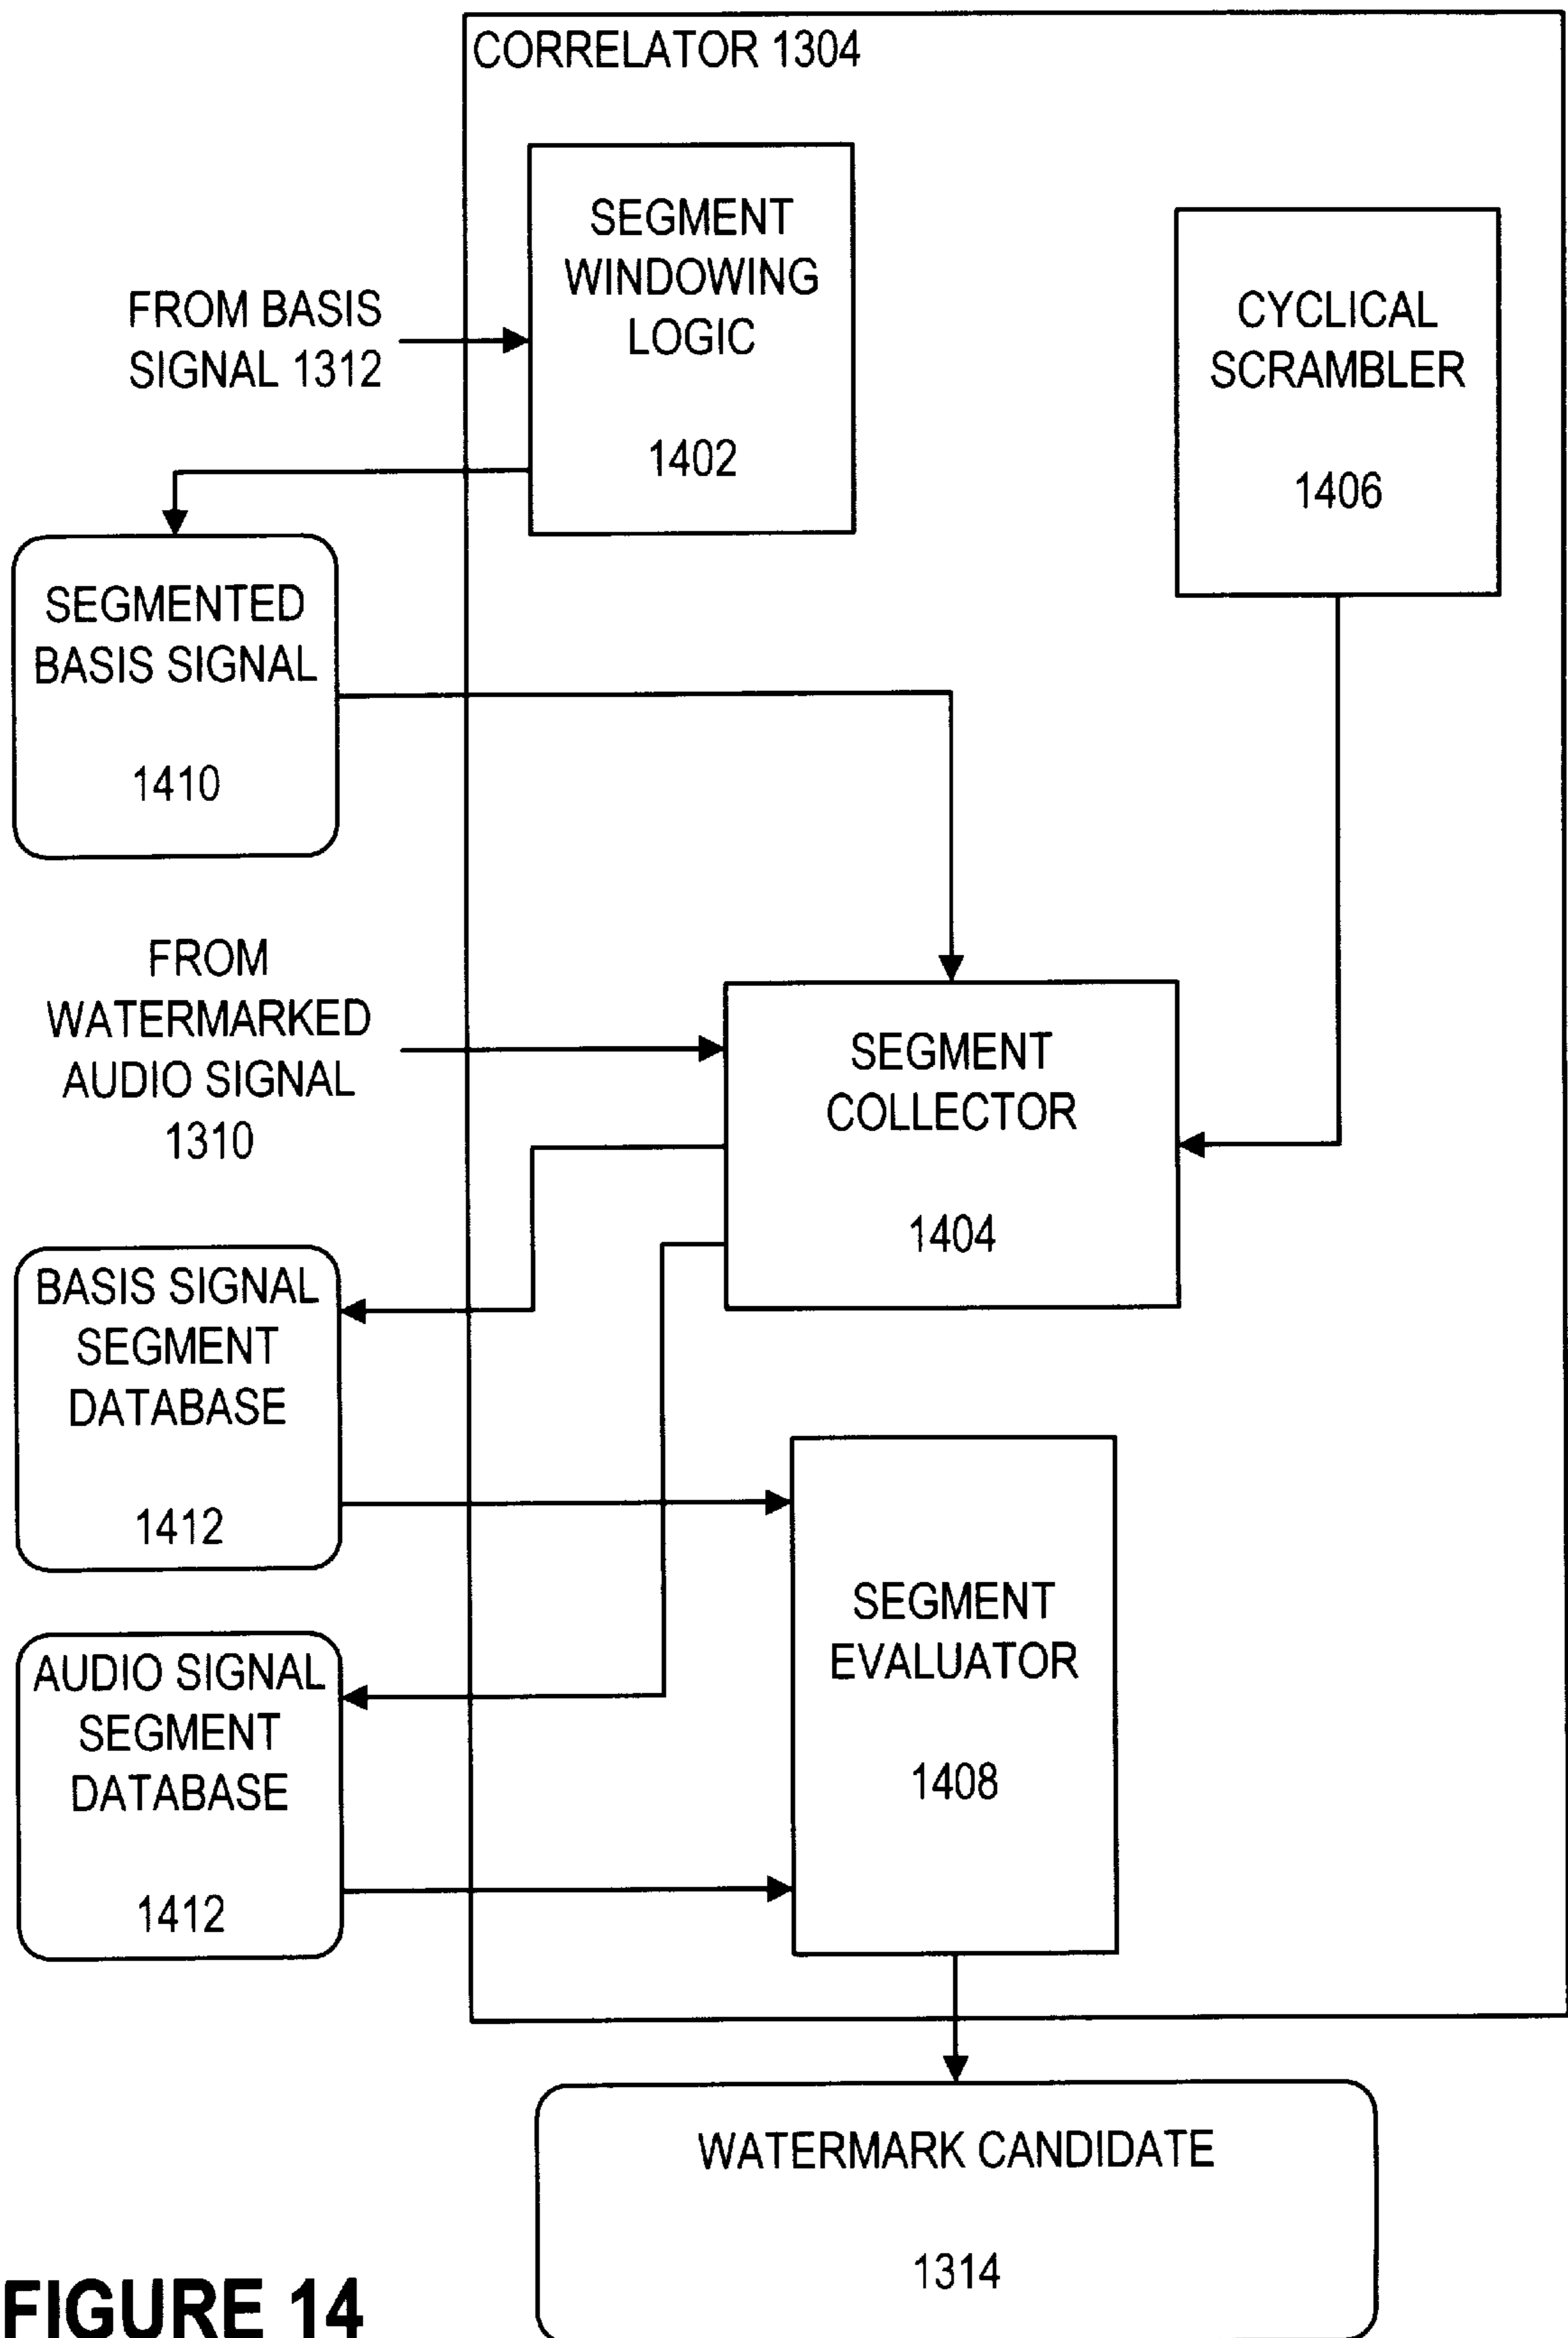 CORRELATOR 1304
SEGMENT
WINDOWING
LOGIC
1402
CYCLICAL
SCRAMBLER
1406
FROM BASIS
SIGNAL 1312
SEGMENTED
BASIS SIGNAL
1410
FROM
WATERMARKED
AUDIO SIGNAL
1310
SEGMENT
COLLECTOR
1404
BASIS SIGNAL
SEGMENT
DATABASE
1412
SEGMENT
EVALUATOR
1408
AUDIO SIGNAL
SEGMENT
DATABASE
1412
WATERMARK CANDIDATE
1314
FIGURE 14